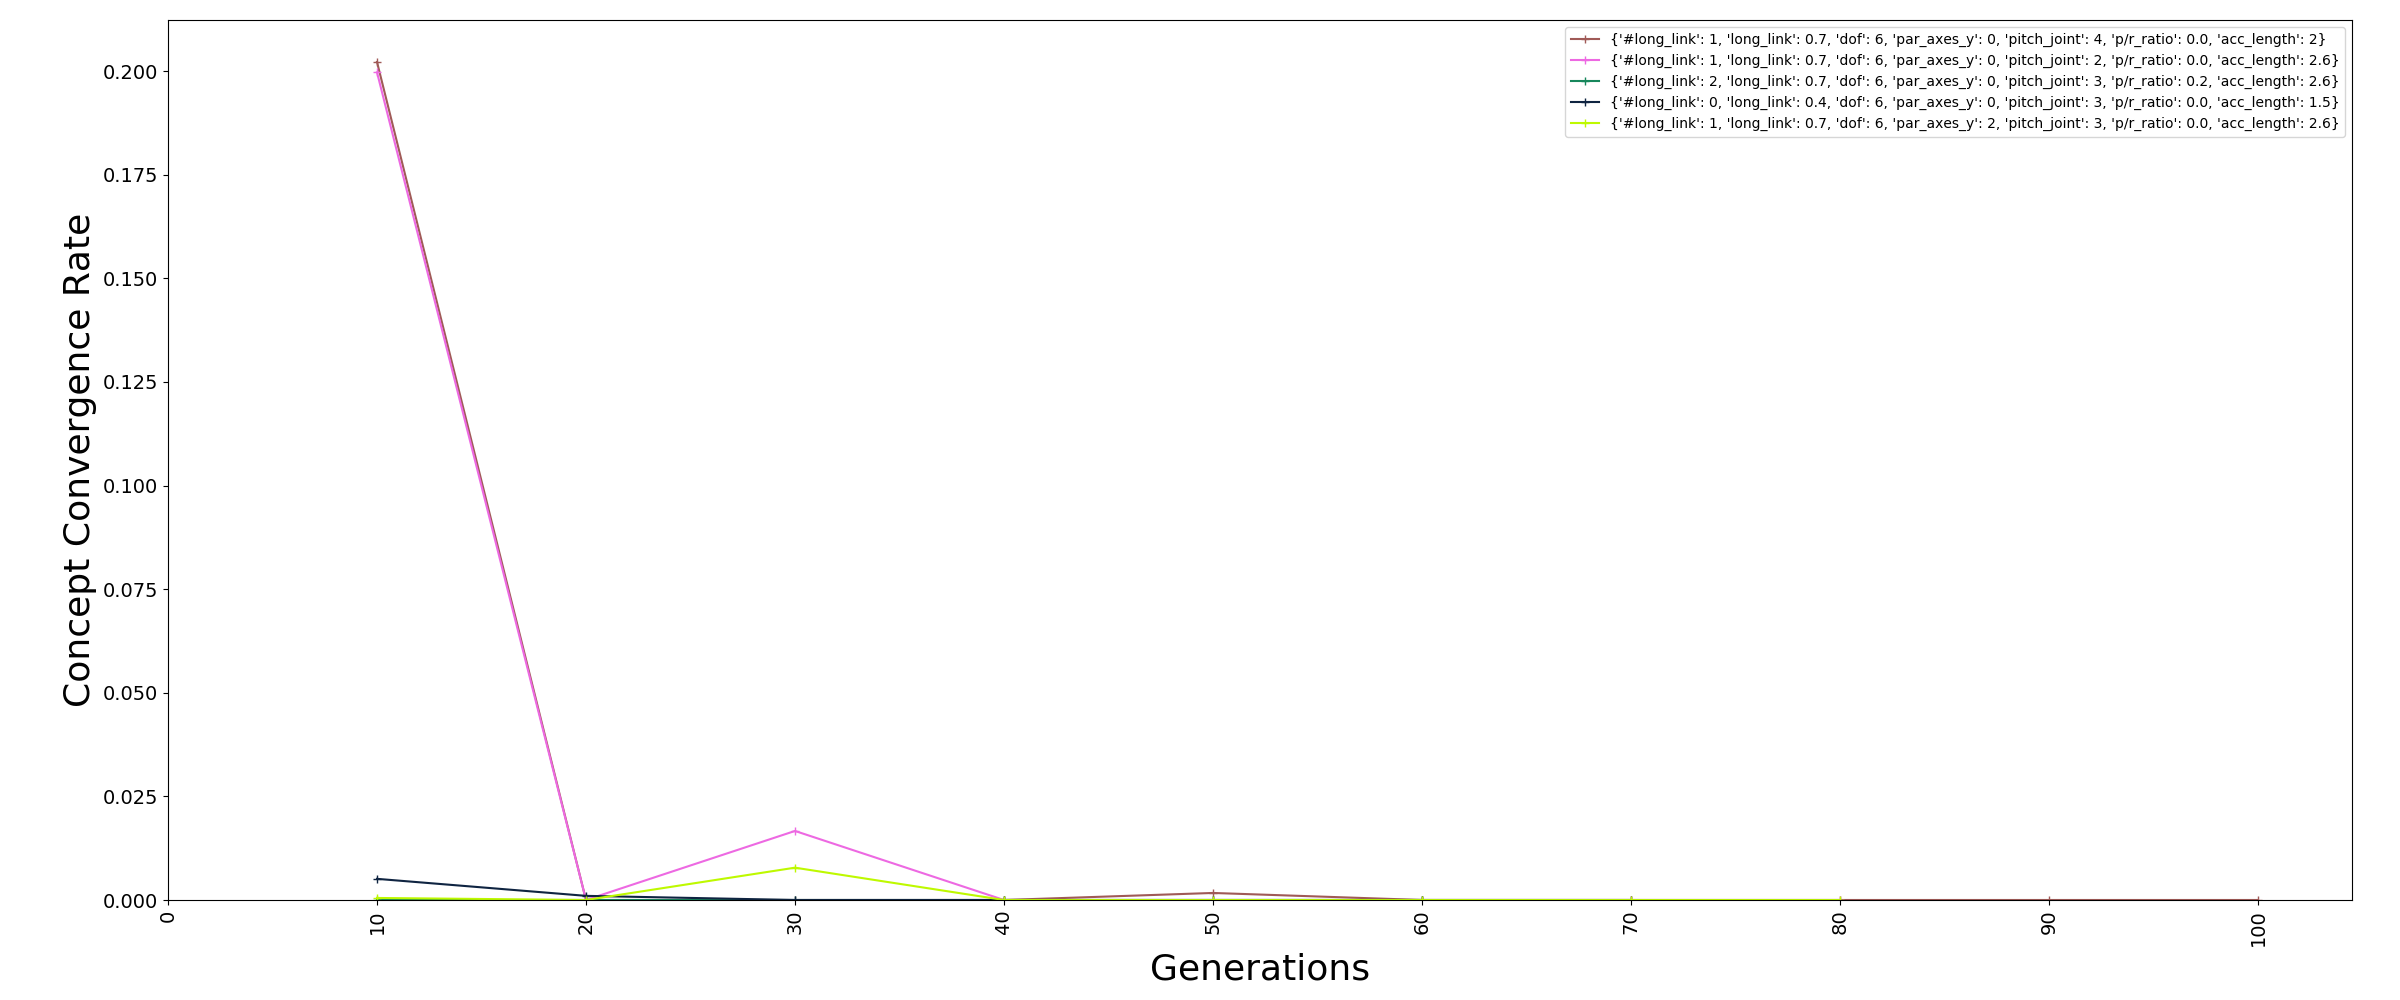 {'#long_link': 1, 'long_link': 0.7, 'dof': 6, 'par_axes_y': 0, 'pitch_joint': 4, 'p/r_ratio': 0.0, 'acc_length': 2}
{'#long_link': 1, 'long_link': 0.7, 'dof': 6, 'par_axes_y': 0, 'pitch_joint': 2, 'p/r_ratio': 0.0, 'acc_length': 2.6}
{'#long_link': 2, 'long_link': 0.7, 'dof': 6, 'par_axes_y': 0, 'pitch_joint': 3, 'p/r_ratio': 0.2, 'acc_length': 2.6}
{'#long_link': 0, 'long_link': 0.4, 'dof': 6, 'par_axes_y': 0, 'pitch_joint': 3, 'p/r_ratio': 0.0, 'acc_length': 1.5}
{'#long_link': 1, 'long_link': 0.7, 'dof': 6, 'par_axes_y': 2, 'pitch_joint': 3, 'p/r_ratio': 0.0, 'acc_length': 2.6}
Concept Convergence Rate
0.200
0.175
0.150
0.125
0.100
0.075
0.050
0.025
0.000
0 10 20 30 40 50 60 70 80 90 100
Generations